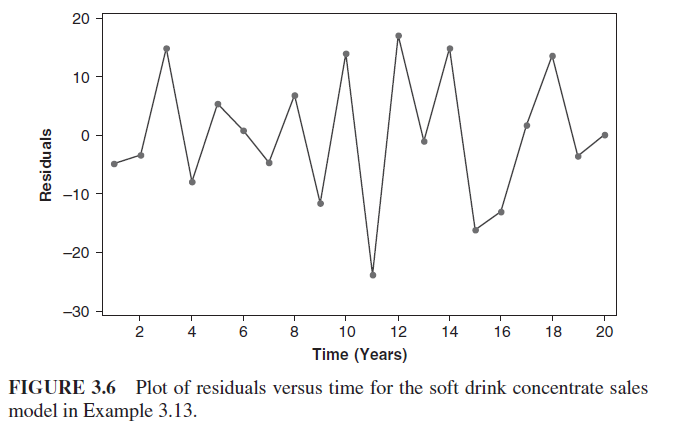 20
10
0
–10
–20
–30
Residuals
2 4 6 8 10 12 14 16 18 20
Time (Years)
FIGURE 3.6 Plot of residuals versus time for the soft drink concentrate sales
model in Example 3.13.